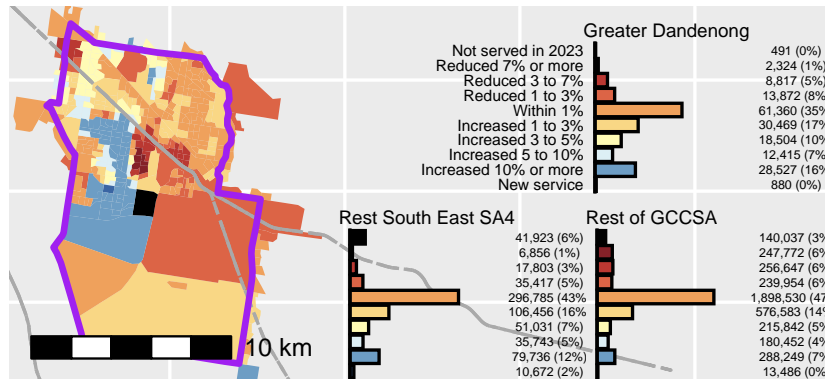 Greater Dandenong
Not served in 2023 491 (0%)
Reduced 7% or more 2,324 (1%)
Reduced 3 to 7% 8,817 (5%)
Reduced 1 to 3% 13,872 (8%)
Within 1% 61,360 (35%
Increased 1 to 3% 30,469 (17%
Increased 3 to 5% 18,504 (10%
Increased 5 to 10% 12,415 (7%)
Increased 10% or more 28,527 (16%
New service 880 (0%)
Rest South East SA4 Rest of GCCSA
41,923 (6%) 140,037 (3%
6,856 (1%) 247,772 (6%
17,803 (3%) 256,647 (6%
35,417 (5%) 239,954 (6%
296,785 (43%) 1,898,530 (47
106,456 (16%) 576,583 (14%
51,031 (7%) 215,842 (5%
35,743 (5%) 180,452 (4%
79,736 (12%) 288,249 (7%
10,672 (2%) 13,486 (0%
10 km